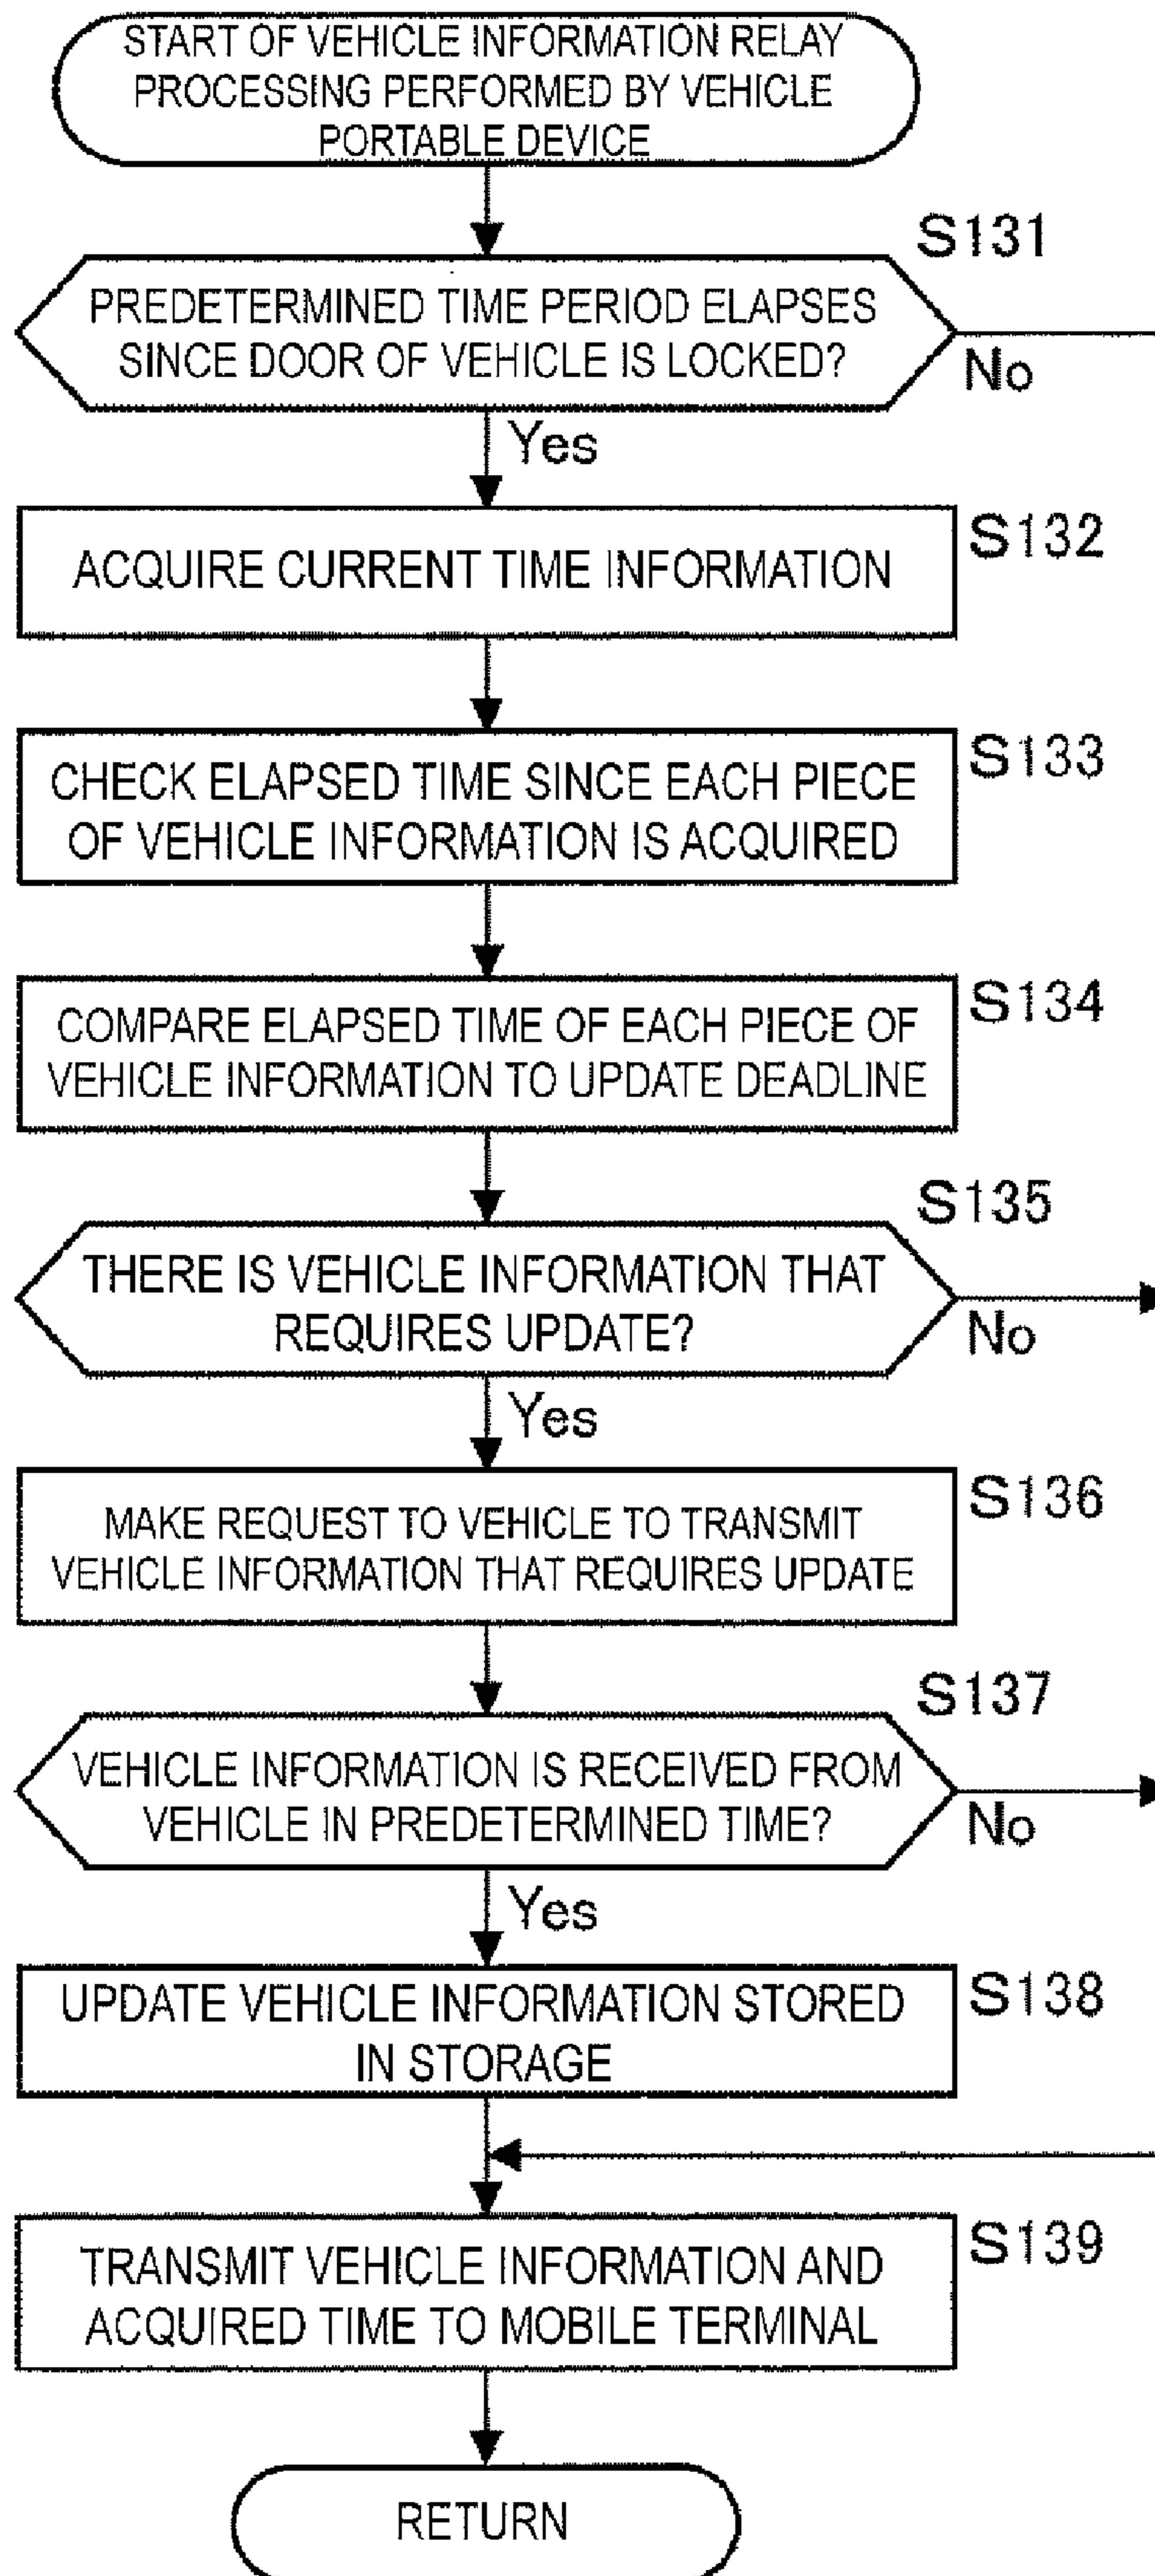 START OF VEHICLE INFORMATION RELAY
PROCESSING PERFORMED BY VEHICLE
PORTABLE DEVICE
S131
PREDETERMINED TIME PERIOD ELAPSES
SINCE DOOR OF VEHICLE IS LOCKED?
No
Yes
S132
ACQUIRE CURRENT TIME INFORMATION
S133
CHECK ELAPSED TIME SINCE EACH PIECE
OF VEHICLE INFORMATION IS ACQUIRED
S134
COMPARE ELAPSED TIME OF EACH PIECE OF
VEHICLE INFORMATION TO UPDATE DEADLINE
S135
THERE IS VEHICLE INFORMATION THAT
REQUIRES UPDATE?
No
Yes
S136
MAKE REQUEST TO VEHICLE TO TRANSMIT
VEHICLE INFORMATION THAT REQUIRES UPDATE
S137
VEHICLE INFORMATION IS RECEIVED FROM
VEHICLE IN PREDETERMINED TIME?
No
Yes
S138
UPDATE VEHICLE INFORMATION STORED
IN STORAGE
S139
TRANSMIT VEHICLE INFORMATION AND
ACQUIRED TIME TO MOBILE TERMINAL
RETURN